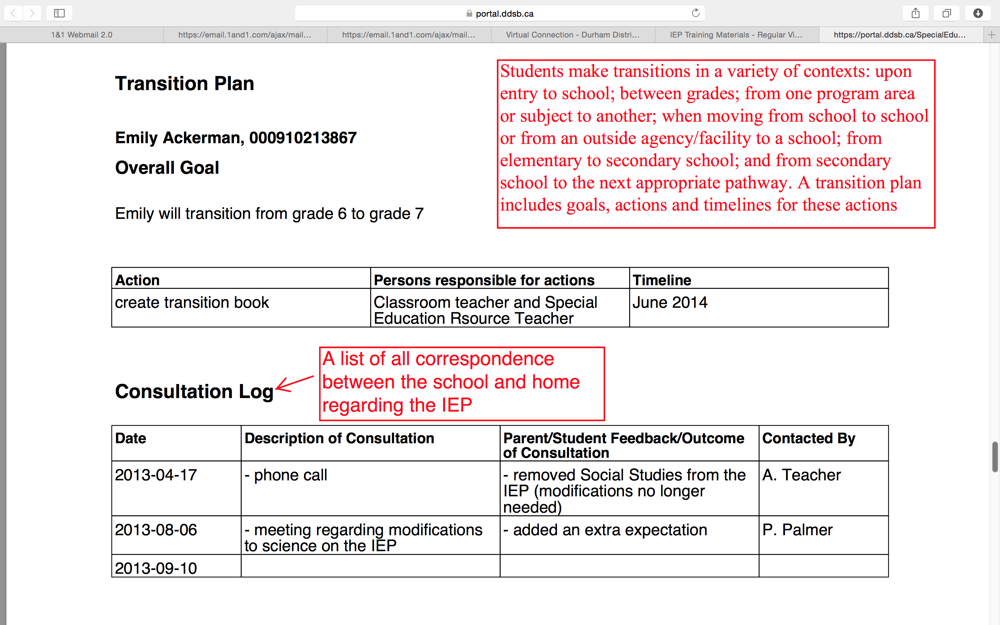 portal.ddsb.ca
1&1 Webmail 2.0
https://email.1and1.com/ajax/mail...
https://email.1and1.com/ajax/mail...
Virtual Connection - Durham Distri...
IEP Training Materials - Regular Vi...
https://portal.ddsb.ca/SpecialEdu...
Transition Plan
Students make transitions in a variety of contexts: upon
entry to school; between grades; from one program area
or subject to another; when moving from school to school
or from an outside agency/facility to a school; from
elementary to secondary school; and from secondary
school to the next appropriate pathway. A transition plan
includes goals, actions and timelines for these actions
Emily Ackerman, 000910213867
Overall Goal
Emily will transition from grade 6 to grade 7
Action
Persons responsible for actions
Timeline
create transition book
Classroom teacher and Special
Education Rsource Teacher
June 2014
Consultation Log
A list of all correspondence
between the school and home
regarding the IEP
Date
Description of Consultation
Parent/Student Feedback/Outcome
of Consultation
Contacted By
2013-04-17
- phone call
- removed Social Studies from the
IEP (modifications no longer
needed)
A. Teacher
2013-08-06
- meeting regarding modifications
to science on the IEP
- added an extra expectation
P. Palmer
2013-09-10